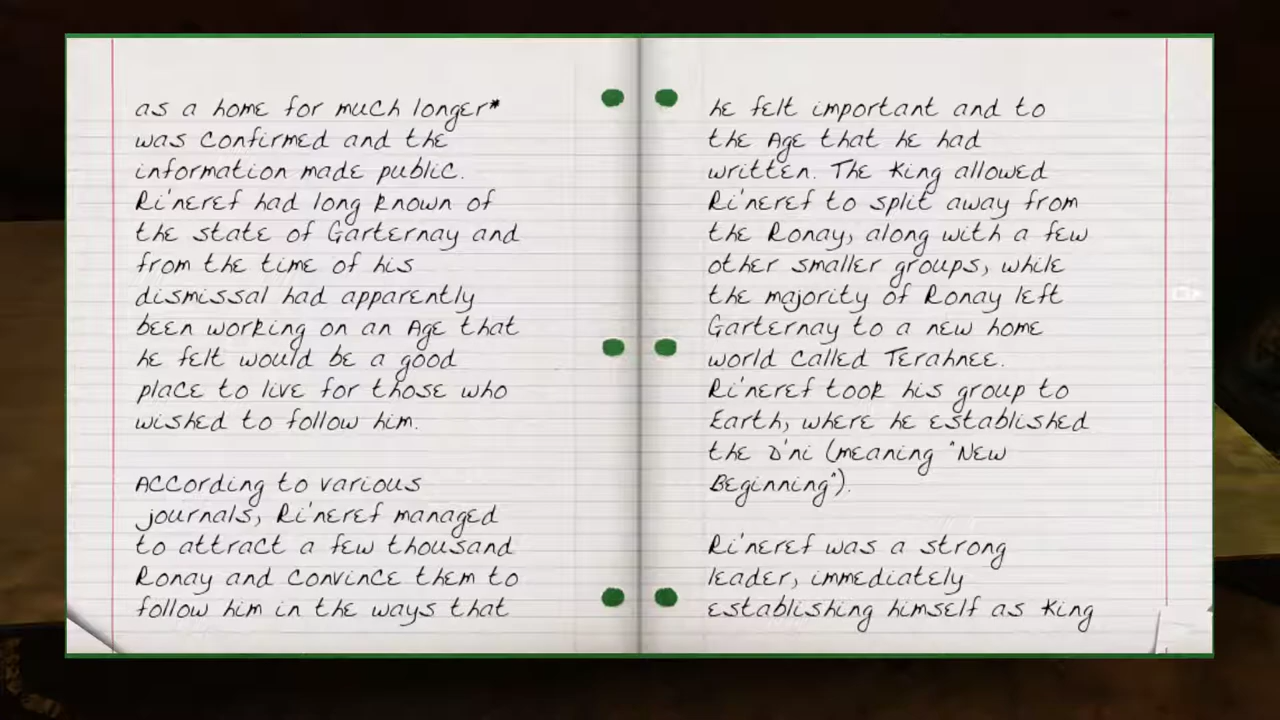 as a home for much longer*
was confirmed and the
information made public.
Ri'neref had long known of
the state of Garternay and
from the time of his
dismissal had apparently
been working on an Age that
he felt would be a good
place to live for those who
wished to follow him.
According to various
journals, Ri'neref managed
to attract a few thousand
Ronay and convince them to
follow him in the ways that
he felt important and to
the Age that he had
written. The King allowed
Ri'neref to split away from
the Ronay, along with a few
other smaller groups, while
the majority of Ronay left
Garternay to a new home
world called Terahnee.
Ri'neref took his group to
Earth, where he established
the D'ni (meaning "New
Beginning").
Ri'neref was a strong
leader, immediately
establishing himself as King